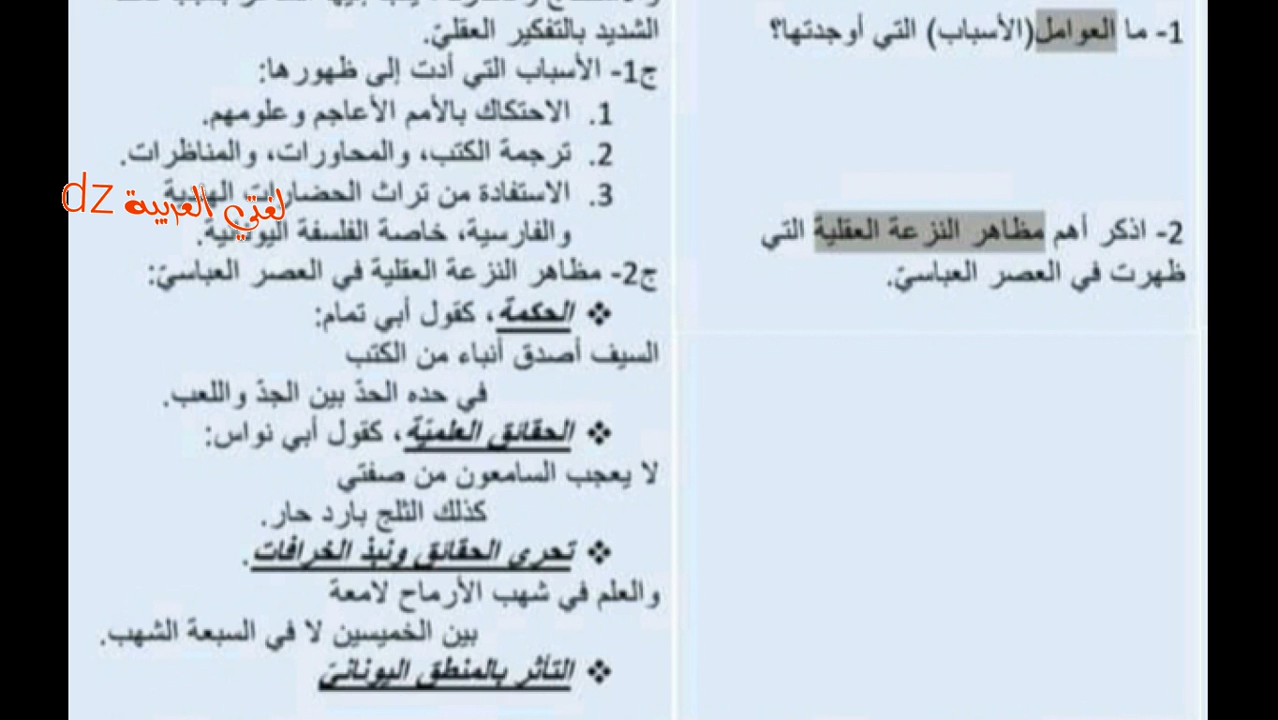 1- ما العوامل(الأسباب) التي أوجدتها؟
2- اذكر أهم مظاهر النزعة العقلية التي
ظهرت في العصر العباسيّ.
الشديد بالتفكير العقليّ.
ج1- الأسباب التي أدت إلى ظهورها:
1. الاحتكاك بالأمم الأعاجم وعلومهم.
2. ترجمة الكتب، والمحاورات، والمناظرات.
3. الاستفادة من تراث الحضارات الهندية
والفارسية، خاصة الفلسفة اليونانية.
لغتي العربية dz
ج2- مظاهر النزعة العقلية في العصر العباسيّ:
❖ الحكمة، كقول أبي تمام:
السيف أصدق أنباء من الكتب
في حده الحدّ بين الجدّ واللعب.
❖ الحقائق العلميّة، كقول أبي نواس:
لا يعجب السامعون من صفتي
كذلك الثلج بارد حار.
❖ تحري الحقائق ونبذ الخرافات.
والعلم في شهب الأرماح لامعة
بين الخميسين لا في السبعة الشهب.
❖ التأثر بالمنطق اليونانيّ